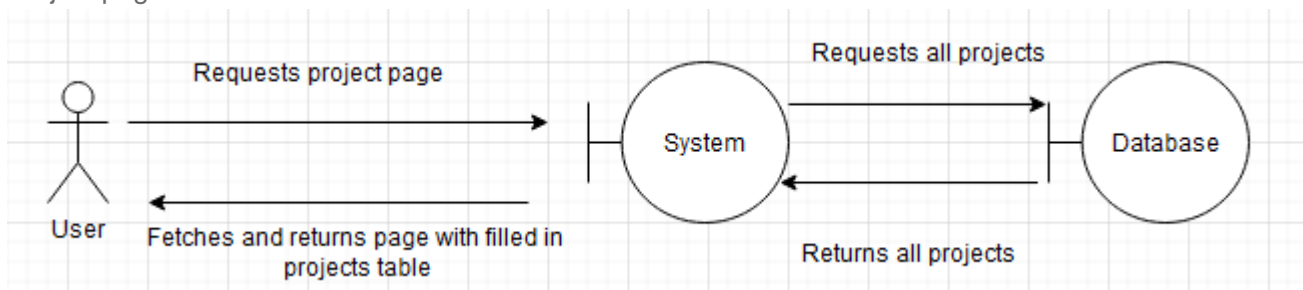 Requests all projects
Requests project page
System
Database
User
Fetches and returns page with filled in
projects table
Returns all projects